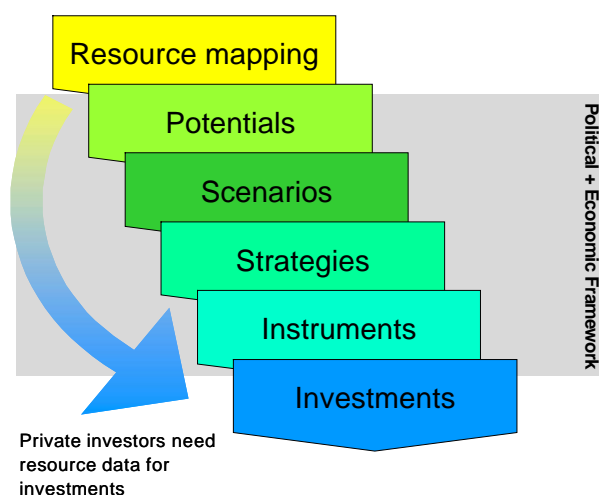 Resource mapping
Potentials
Scenarios
Strategies
Instruments
Investments
Political + Economic Framework
Private investors need
resource data for
investments